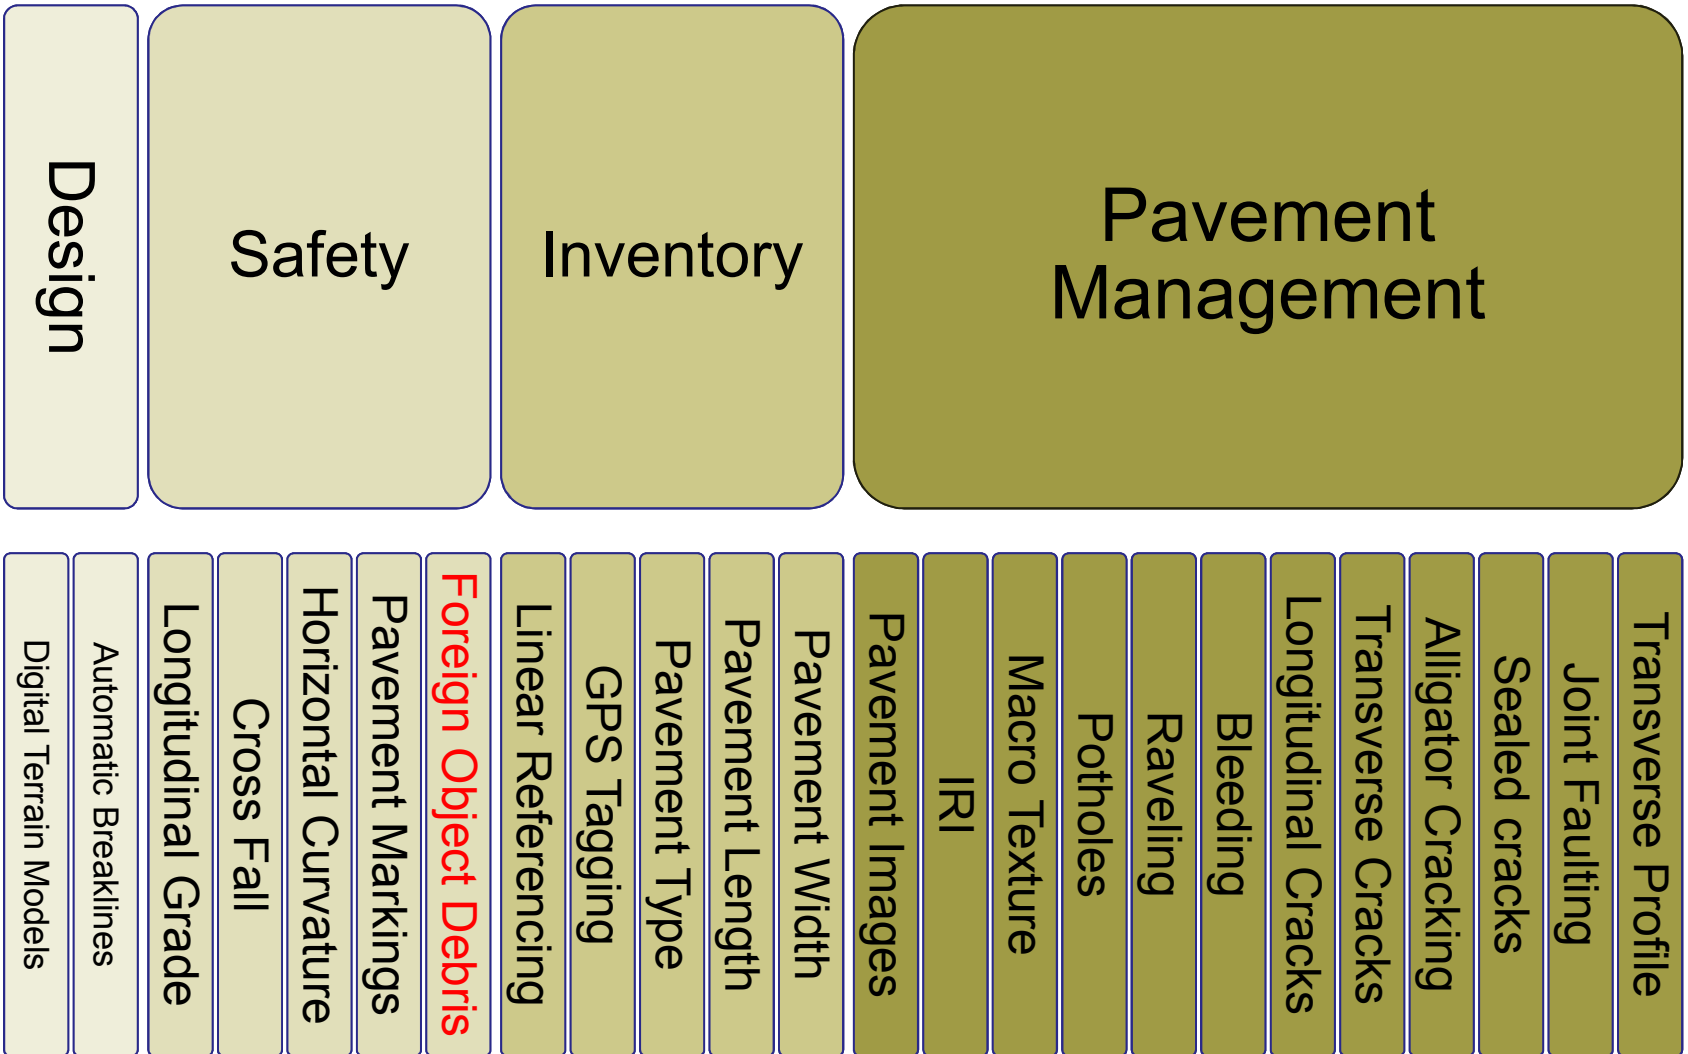 Design
Safety
Inventory
Pavement
Management
Digital Terrain Models
Automatic Breaklines
Longitudinal Grade
Cross Fall
Horizontal Curvature
Pavement Markings
Foreign Object Debris
Linear Referencing
GPS Tagging
Pavement Type
Pavement Length
Pavement Width
Pavement Images
IRI
Macro Texture
Potholes
Raveling
Bleeding
Longitudinal Cracks
Transverse Cracks
Alligator Cracking
Sealed cracks
Joint Faulting
Transverse Profile